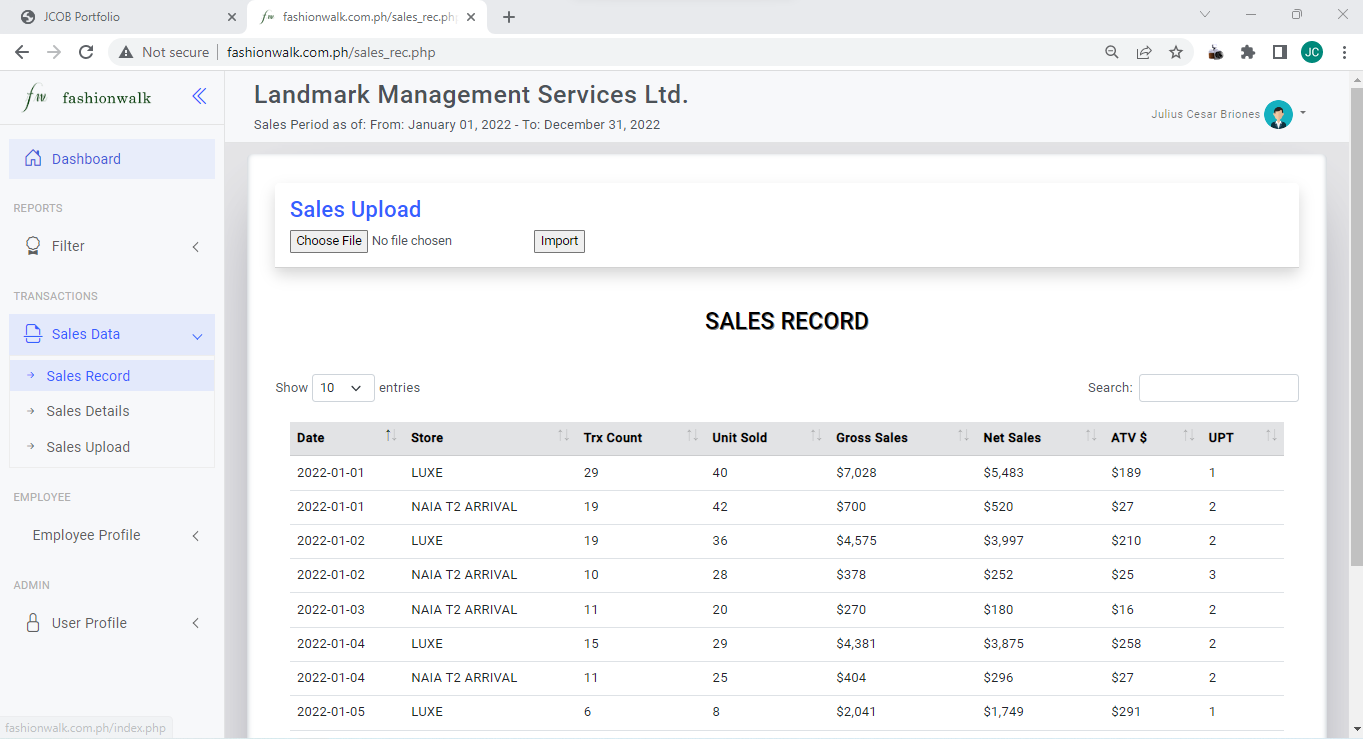 JCOB Portfolio
fashionwalk.com.ph/sales_rec.php
Not secure fashionwalk.com.ph/sales_rec.php
JC
fw fashionwalk
Landmark Management Services Ltd.
Sales Period as of: From: January 01, 2022 - To: December 31, 2022
Julius Cesar Briones
Dashboard
REPORTS
Filter
TRANSACTIONS
Sales Data
Sales Record
Sales Details
Sales Upload
EMPLOYEE
Employee Profile
ADMIN
User Profile
Sales Upload
Choose File No file chosen Import
SALES RECORD
Show 10 entries Search:
Date Store Trx Count Unit Sold Gross Sales Net Sales ATV $ UPT
2022-01-01 LUXE 29 40 $7,028 $5,483 $189 1
2022-01-01 NAIA T2 ARRIVAL 19 42 $700 $520 $27 2
2022-01-02 LUXE 19 36 $4,575 $3,997 $210 2
2022-01-02 NAIA T2 ARRIVAL 10 28 $378 $252 $25 3
2022-01-03 NAIA T2 ARRIVAL 11 20 $270 $180 $16 2
2022-01-04 LUXE 15 29 $4,381 $3,875 $258 2
2022-01-04 NAIA T2 ARRIVAL 11 25 $404 $296 $27 2
2022-01-05 LUXE 6 8 $2,041 $1,749 $291 1
fashionwalk.com.ph/index.php